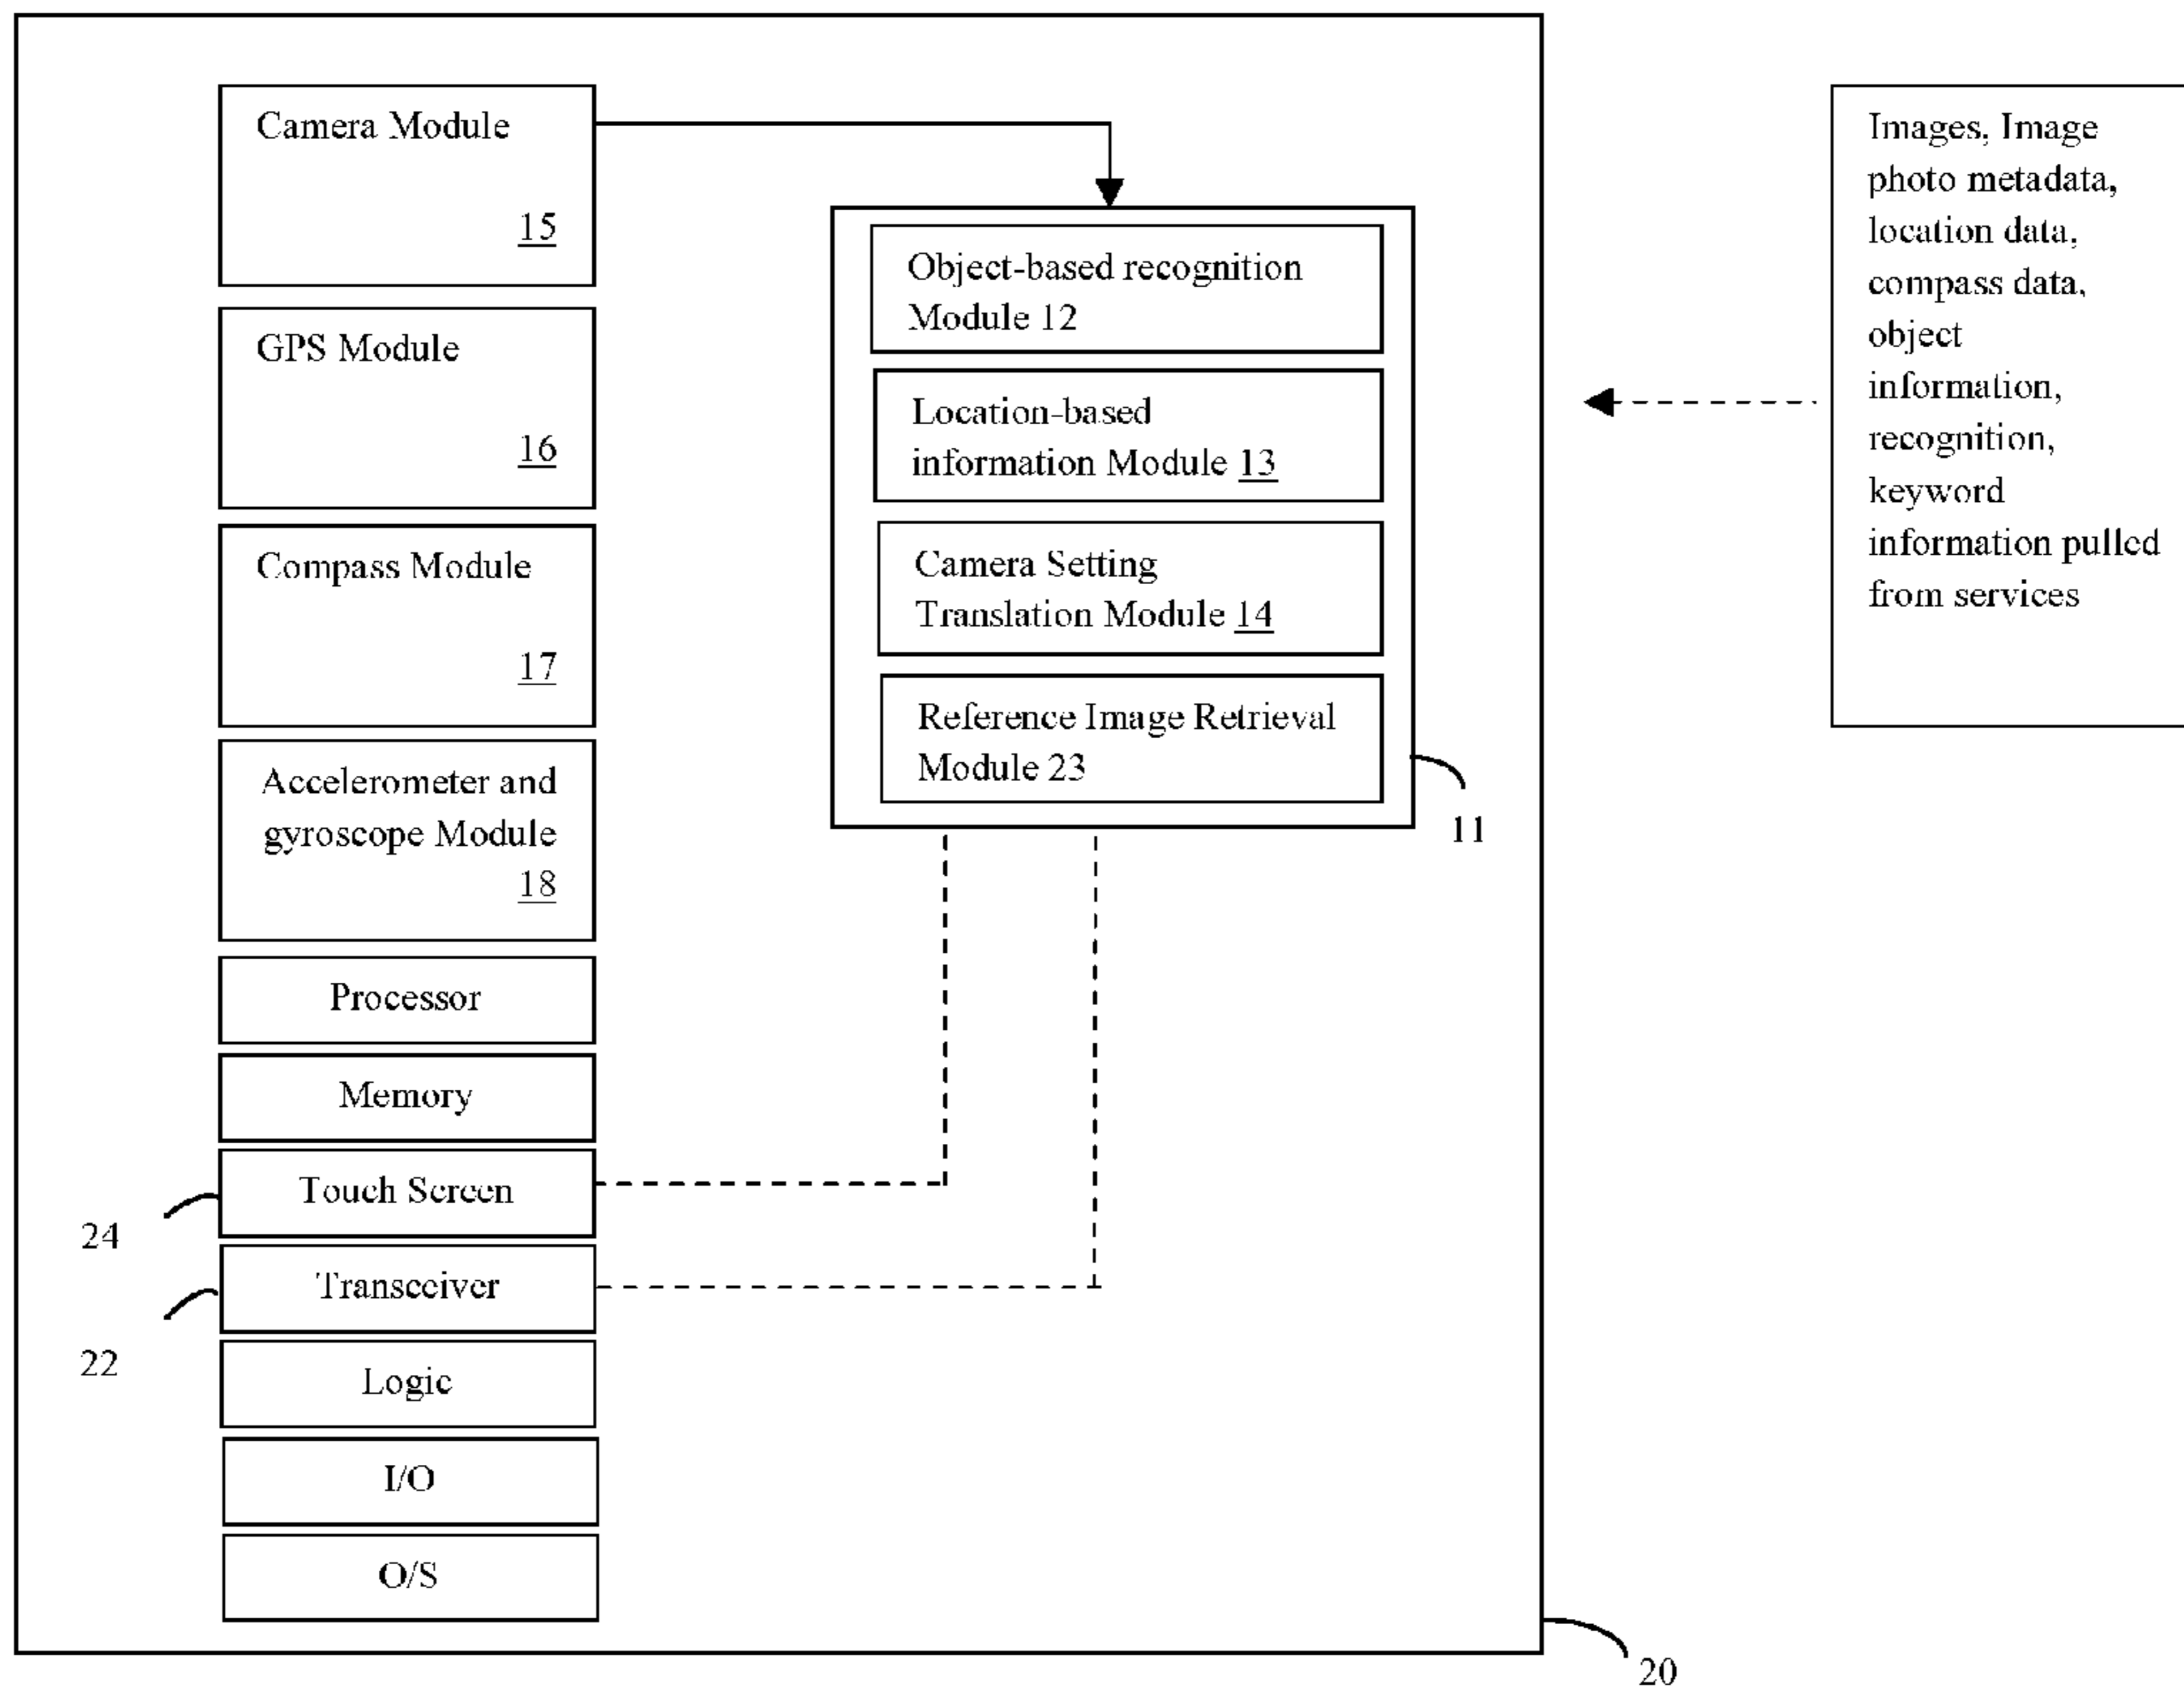 Camera Module
15
GPS Module
16
Compass Module
17
Accelerometer and
gyroscope Module
18
Processor
Memory
Touch Screen
24
Transceiver
22
Logic
I/O
O/S
Object-based recognition
Module 12
Location-based
information Module 13
Camera Setting
Translation Module 14
Reference Image Retrieval
Module 23
11
20
Images, Image
photo metadata,
location data,
compass data,
object
information,
recognition,
keyword
information pulled
from services